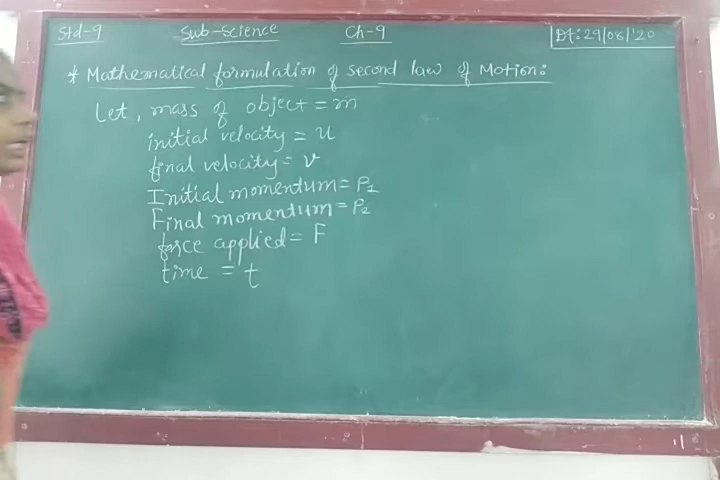 Std-9 Sub-Science Ch-9 Dt:29/08/'20
* Mathematical formulation of second law of Motion:
Let, mass of object = m
initial velocity = u
final velocity = v
Initial momentum = P1
Final momentum = P2
force applied = F
time = t